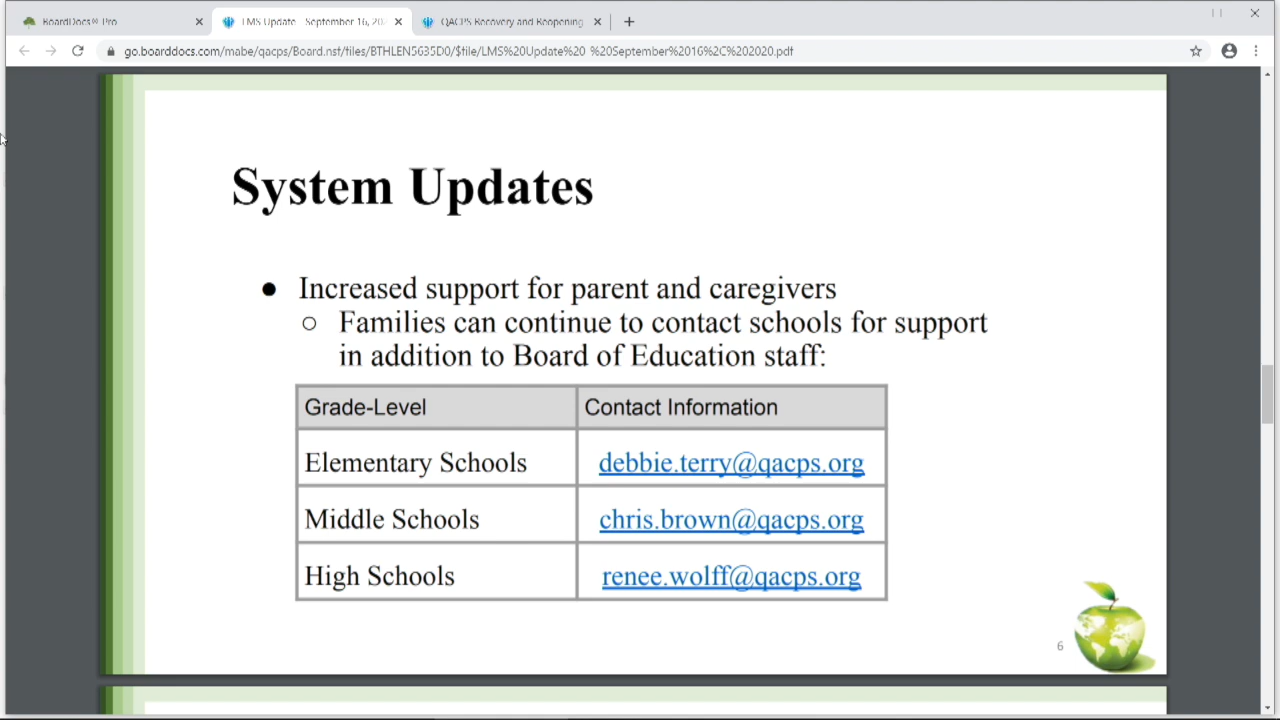 BoardDocs® Pro
LMS Update - September 16, 202
QACPS Recovery and Reopening
go.boarddocs.com/mabe/qacps/Board.nsf/files/BTHLEN5635D0/$file/LMS%20Update%20 %20September%2016%2C%202020.pdf
System Updates
● Increased support for parent and caregivers
○ Families can continue to contact schools for support
in addition to Board of Education staff:
Grade-Level Contact Information
Elementary Schools debbie.terry@qacps.org
Middle Schools chris.brown@qacps.org
High Schools renee.wolff@qacps.org
6